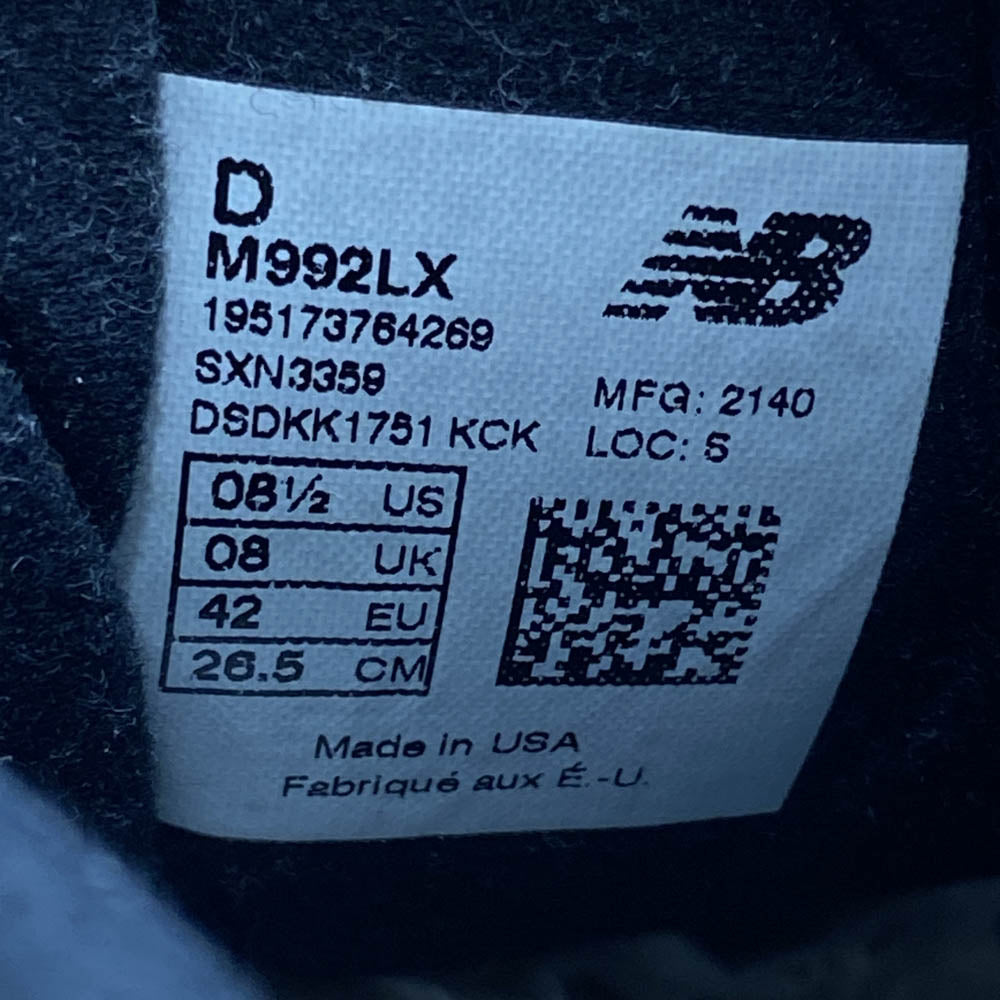 D
M992LX
195173764269
SXN3359
DSDKK1751 KCK
NB
MFG: 2140
LOC: S
08½ US
08 UK
42 EU
26.5 CM
Made in USA
Fabriqué aux É.-U.